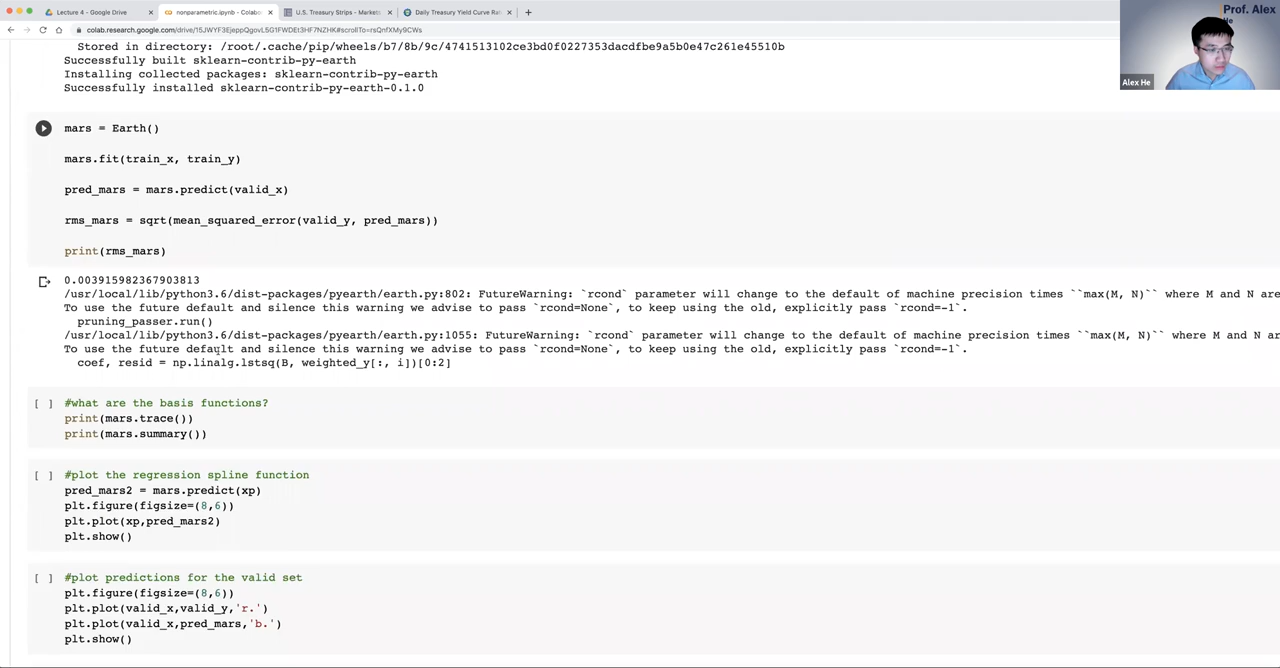 Lecture 4 - Google Drive
nonparametric.ipynb - Colabo
U.S. Treasury Strips - Markets
Daily Treasury Yield Curve Ra
Prof. Alex
He
Alex He
Stored in directory: /root/.cache/pip/wheels/b7/8b/9c/4741513102ce3bd0f0227353dacdfbe9a5b0e47c261e45510b
Successfully built sklearn-contrib-py-earth
Installing collected packages: sklearn-contrib-py-earth
Successfully installed sklearn-contrib-py-earth-0.1.0
mars = Earth()
mars.fit(train_x, train_y)
pred_mars = mars.predict(valid_x)
rms_mars = sqrt(mean_squared_error(valid_y, pred_mars))
print(rms_mars)
0.003915982367903813
/usr/local/lib/python3.6/dist-packages/pyearth/earth.py:802: FutureWarning: `rcond` parameter will change to the default of machine precision times ``max(M, N)`` where M and N are
To use the future default and silence this warning we advise to pass `rcond=None`, to keep using the old, explicitly pass `rcond=-1`.
pruning_passer.run()
/usr/local/lib/python3.6/dist-packages/pyearth/earth.py:1055: FutureWarning: `rcond` parameter will change to the default of machine precision times ``max(M, N)`` where M and N ar
To use the future default and silence this warning we advise to pass `rcond=None`, to keep using the old, explicitly pass `rcond=-1`.
coef, resid = np.linalg.lstsq(B, weighted_y[:, i])[0:2]
[ ] #what are the basis functions?
print(mars.trace())
print(mars.summary())
[ ] #plot the regression spline function
pred_mars2 = mars.predict(xp)
plt.figure(figsize=(8,6))
plt.plot(xp,pred_mars2)
plt.show()
[ ] #plot predictions for the valid set
plt.figure(figsize=(8,6))
plt.plot(valid_x,valid_y,'r.')
plt.plot(valid_x,pred_mars,'b.')
plt.show()